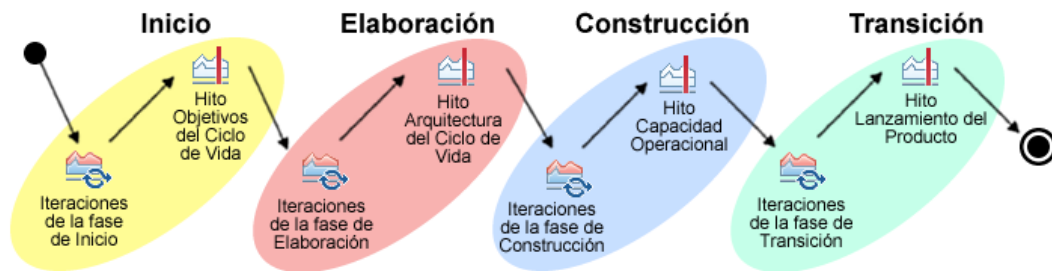 Inicio
Elaboración
Construcción
Transición
Hito
Objetivos
del Ciclo
de Vida
Iteraciones
de la fase
de Inicio
Hito
Arquitectura
del Ciclo de
Vida
Iteraciones
de la fase de
Elaboración
Hito
Capacidad
Operacional
Iteraciones
de la fase de
Construcción
Hito
Lanzamiento del
Producto
Iteraciones
de la fase de
Transición